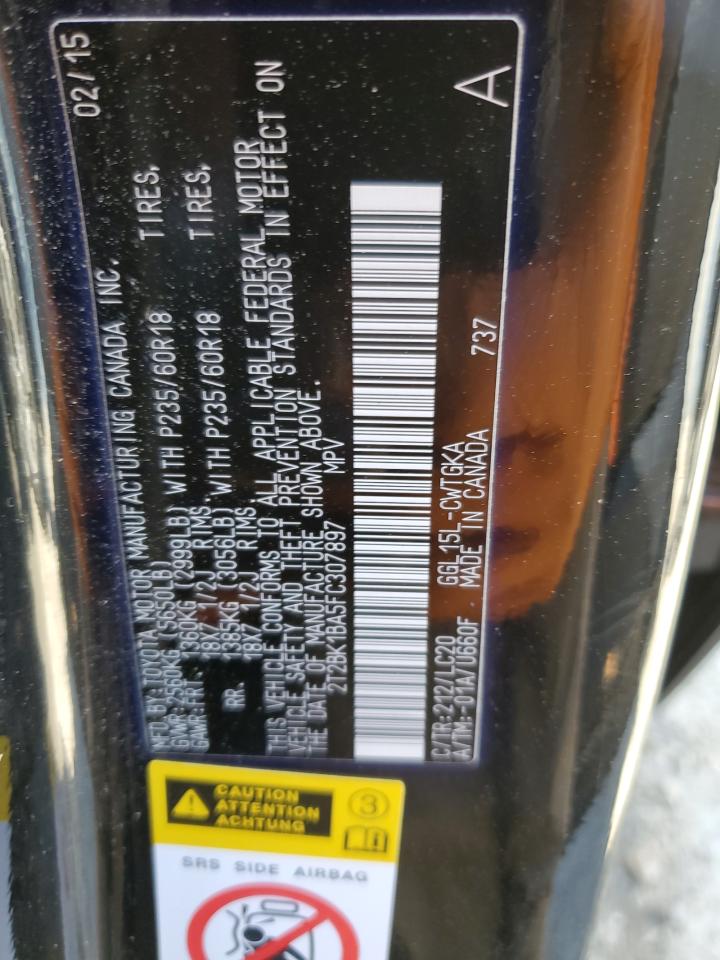 MFD.BY:TOYOTA MOTOR MANUFACTURING CANADA INC. 02/15
GVWR:2560KG (5650LB)
GAWR:FRT. 1360KG (2999LB) WITH P235/60R18 TIRES.
18X7 1/2J RIMS
RR. 1385KG (3056LB) WITH P235/60R18 TIRES.
18X7 1/2J RIMS
THIS VEHICLE CONFORMS TO ALL APPLICABLE FEDERAL MOTOR
VEHICLE SAFETY AND THEFT PREVENTION STANDARDS IN EFFECT ON
THE DATE OF MANUFACTURE SHOWN ABOVE.
2T2BK1BA5FC307897 MPV
C/TR:212/LC20 GGL15L-CWTGKA
A/TM:-01A/U660F MADE IN CANADA 737
A
CAUTION
ATTENTION
ACHTUNG
3
SRS SIDE AIRBAG